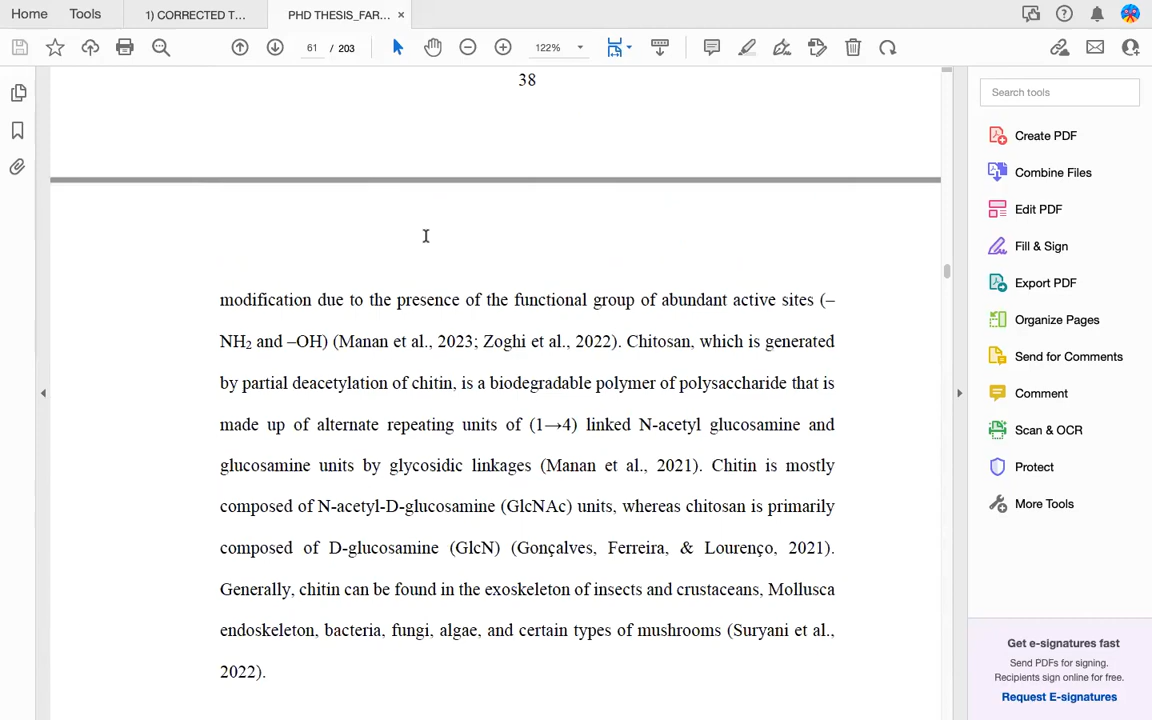 Home Tools 1) CORRECTED T... PHD THESIS_FAR... ×
61 / 203 122%
38
modification due to the presence of the functional group of abundant active sites (–
NH₂ and –OH) (Manan et al., 2023; Zoghi et al., 2022). Chitosan, which is generated
by partial deacetylation of chitin, is a biodegradable polymer of polysaccharide that is
made up of alternate repeating units of (1→4) linked N-acetyl glucosamine and
glucosamine units by glycosidic linkages (Manan et al., 2021). Chitin is mostly
composed of N-acetyl-D-glucosamine (GlcNAc) units, whereas chitosan is primarily
composed of D-glucosamine (GlcN) (Gonçalves, Ferreira, & Lourenço, 2021).
Generally, chitin can be found in the exoskeleton of insects and crustaceans, Mollusca
endoskeleton, bacteria, fungi, algae, and certain types of mushrooms (Suryani et al.,
2022).
Search tools
Create PDF
Combine Files
Edit PDF
Fill & Sign
Export PDF
Organize Pages
Send for Comments
Comment
Scan & OCR
Protect
More Tools
Get e-signatures fast
Send PDFs for signing.
Recipients sign online for free.
Request E-signatures